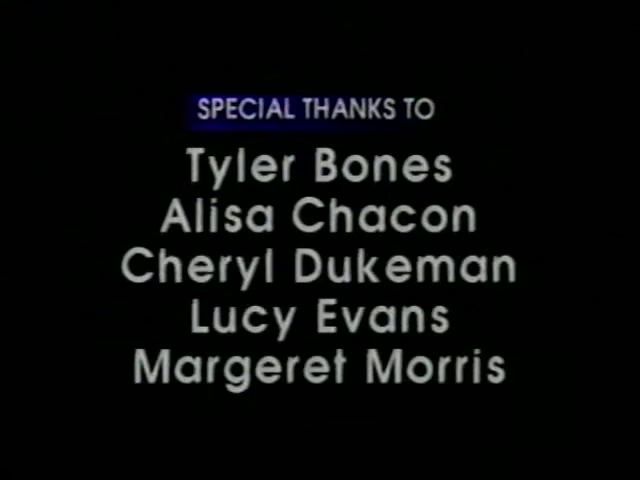 SPECIAL THANKS TO
Tyler Bones
Alisa Chacon
Cheryl Dukeman
Lucy Evans
Margeret Morris